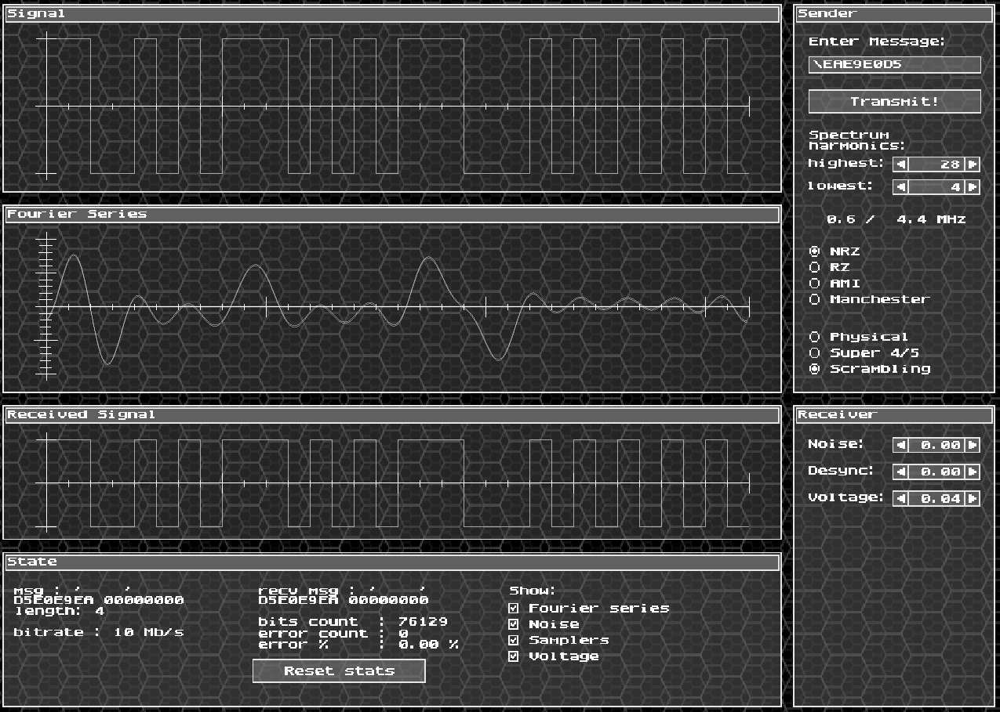 Signal
Fourier Series
Received Signal
State
msg : ,    ,
D5E0E9EA 00000000
length: 4
bitrate : 10 Mb/s
recv msg : ,    ,
D5E0E9EA 00000000
bits count : 76129
error count : 0
error % : 0.00 %
Reset stats
Show:
Fourier series
Noise
Samplers
Voltage
Sender
Enter Message:
\EAE9E0D5
Transmit!
Spectrum
harmonics:
highest: 28
lowest: 4
0.6 / 4.4 MHz
NRZ
RZ
AMI
Manchester
Physical
Super 4/5
Scrambling
Receiver
Noise: 0.00
Desync: 0.00
Voltage: 0.04